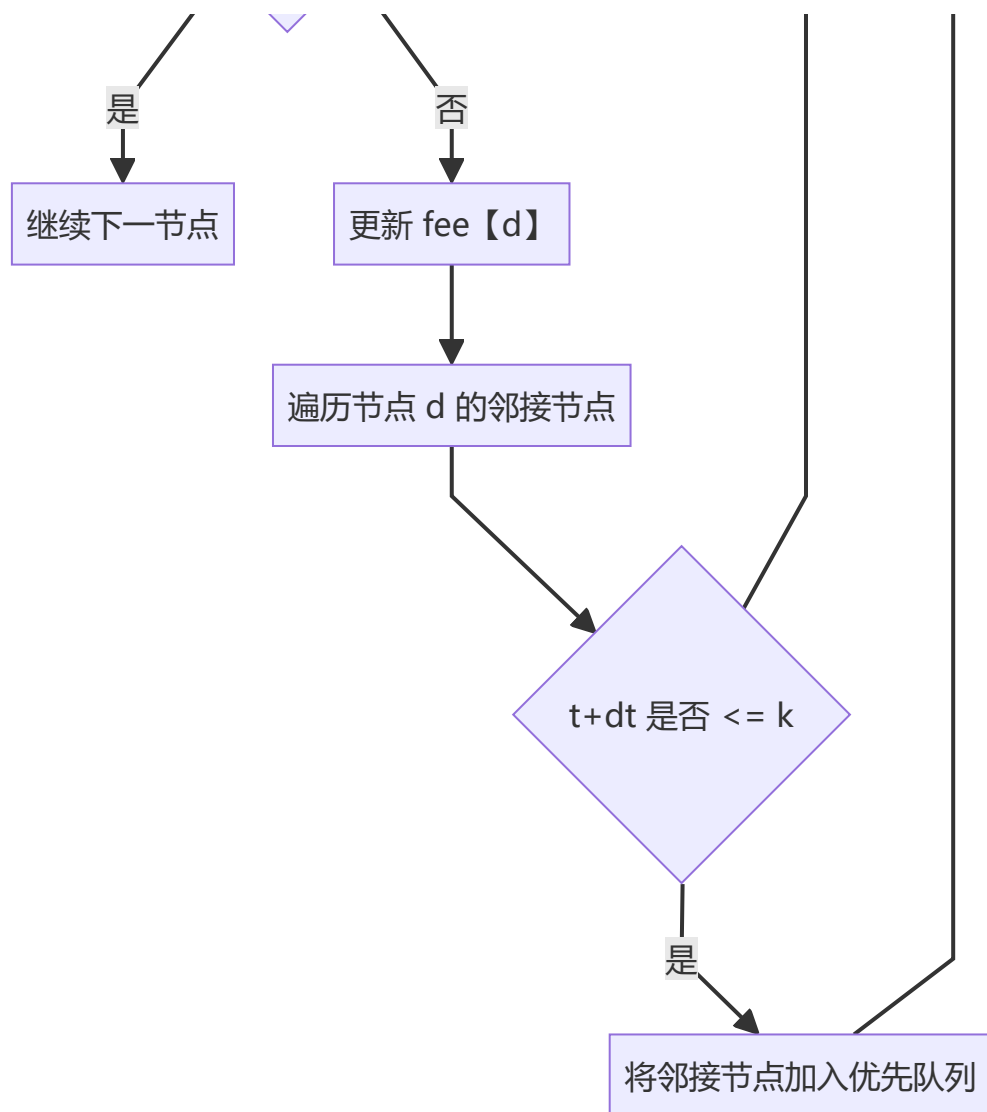 是
否
继续下一节点
更新 fee【d】
遍历节点 d 的邻接节点
t+dt 是否 <= k
是
将邻接节点加入优先队列